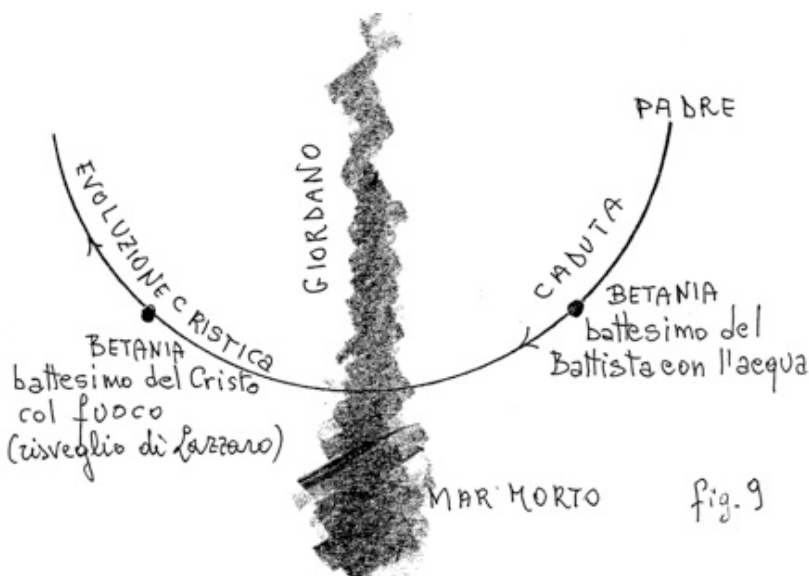 PADRE
EVOLUZIONE CRISTICA
GIORDANO
CADUTA
BETANIA
battesimo del
Battista con l'acqua
BETANIA
battesimo del Cristo
col fuoco
(risveglio di Lazzaro)
MAR MORTO
fig. 9